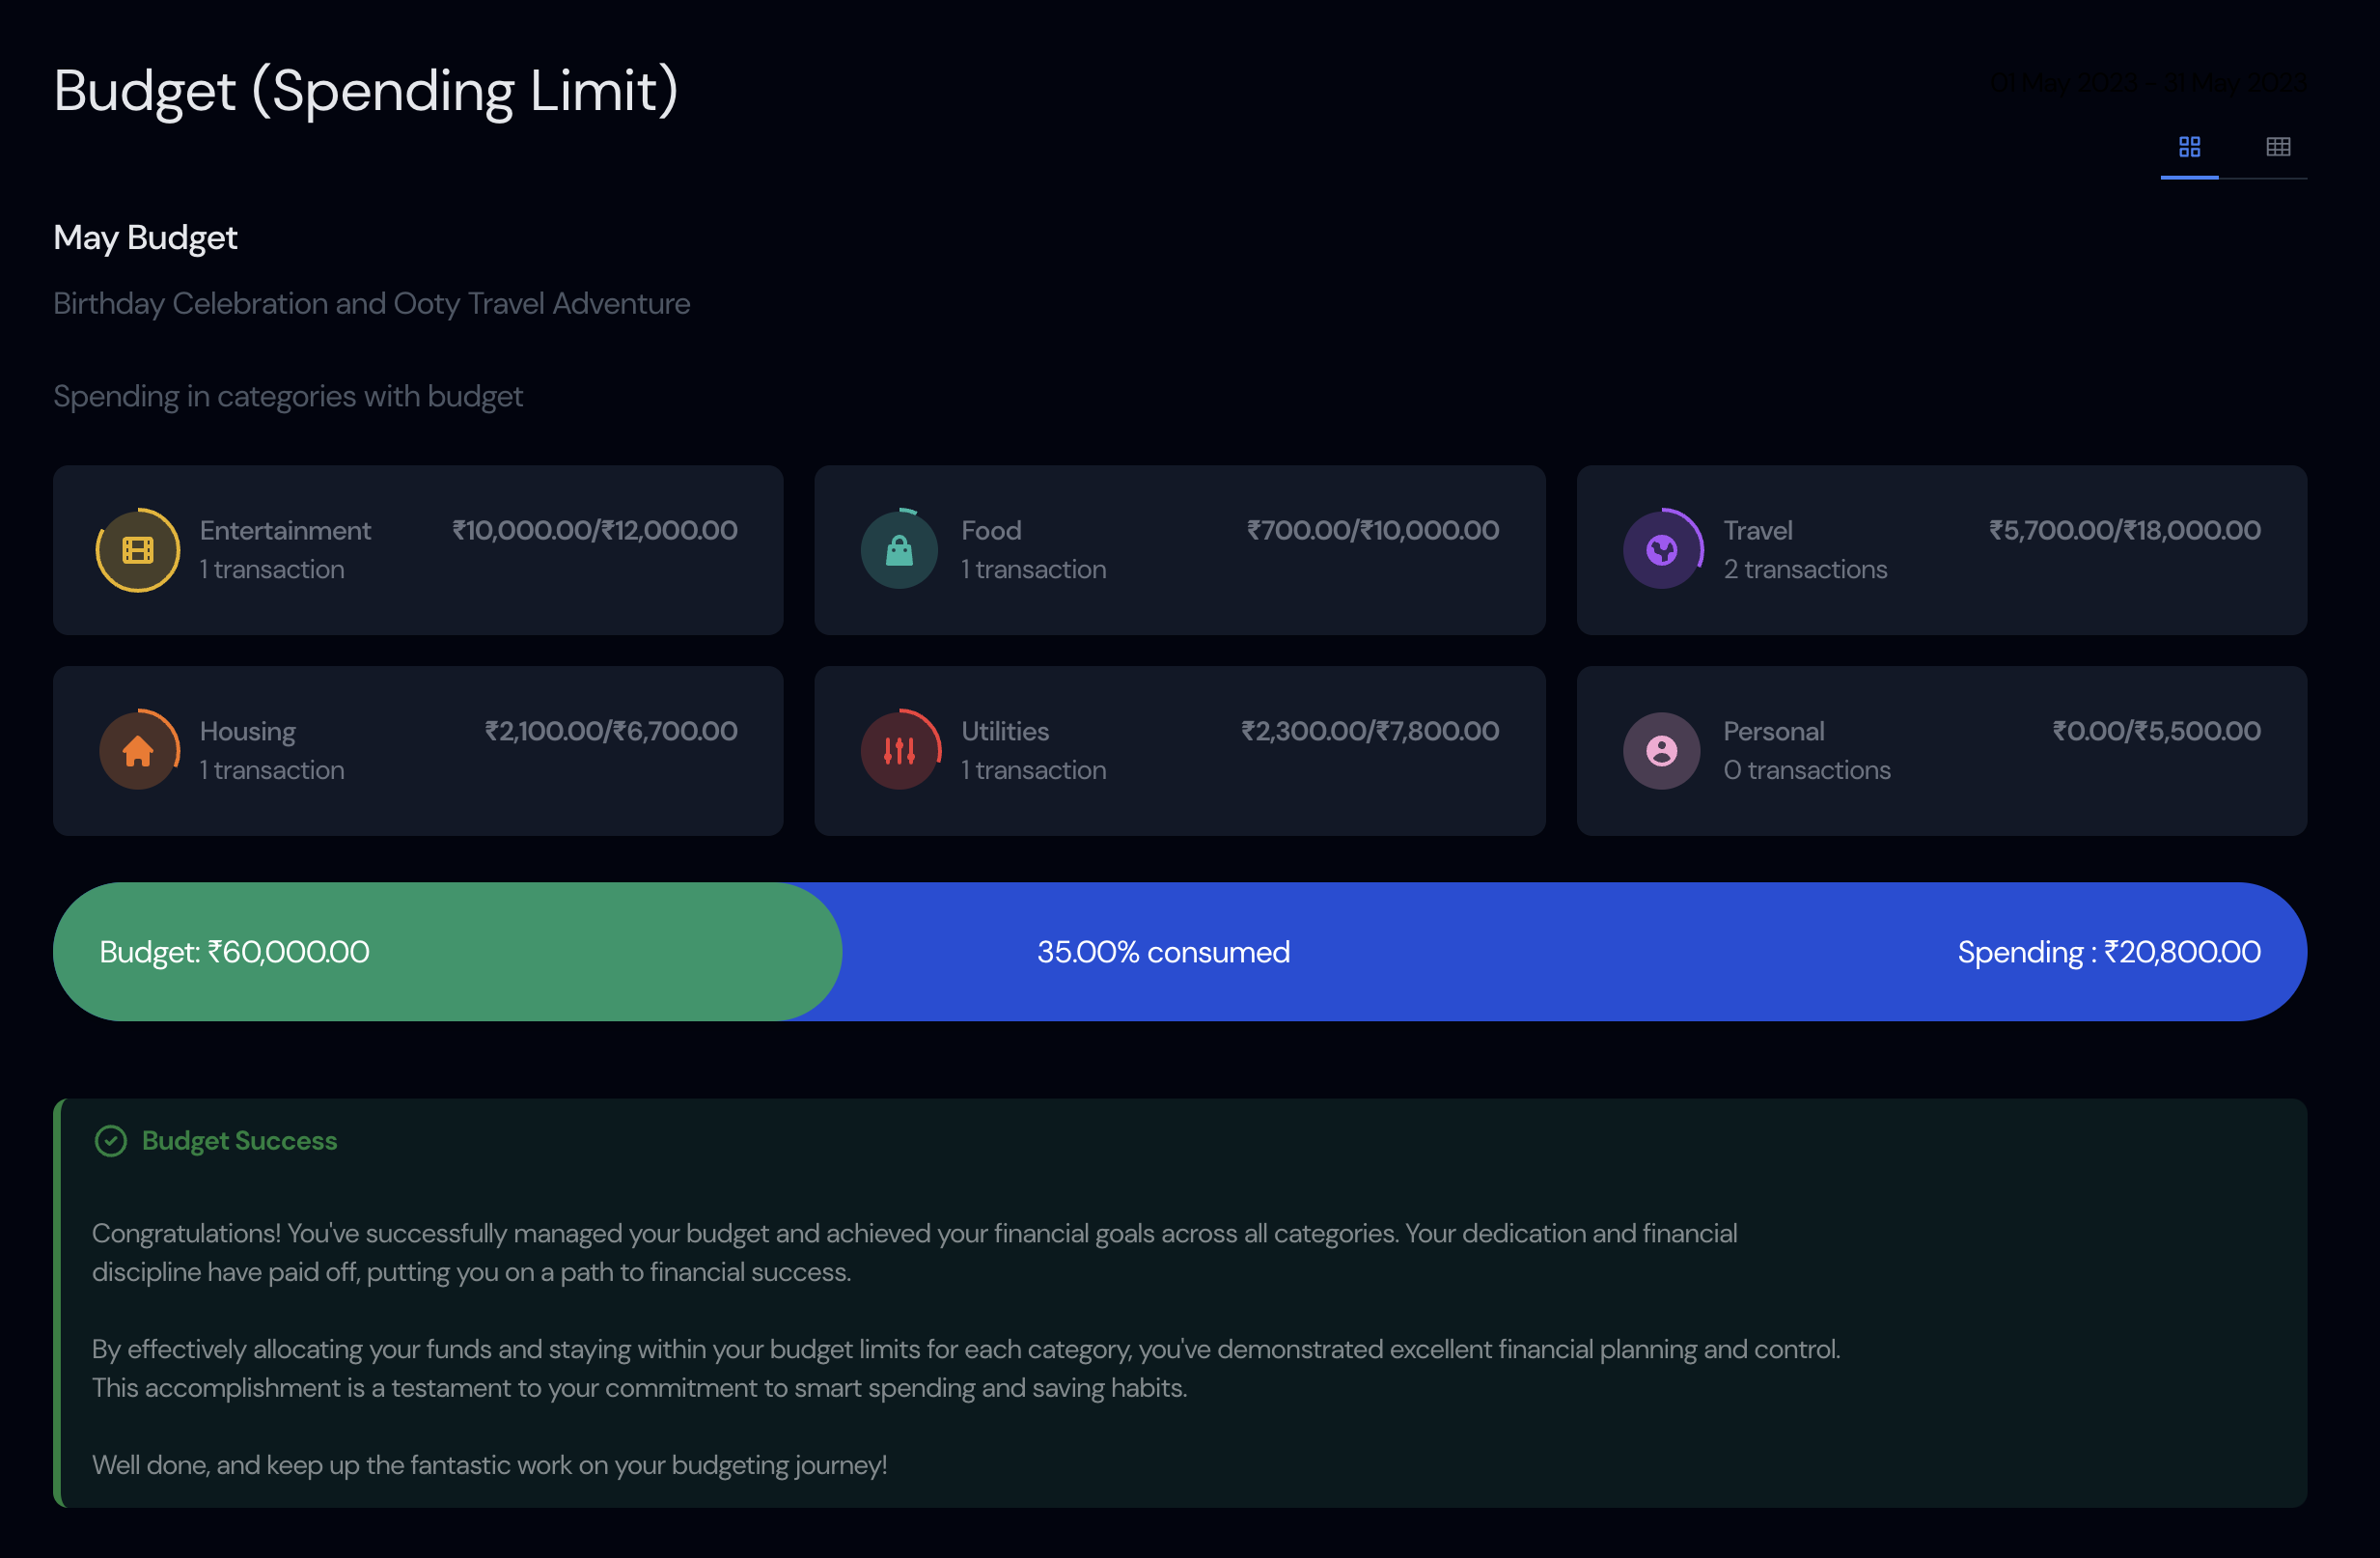 Budget (Spending Limit)
01 May 2023 - 31 May 2023
May Budget
Birthday Celebration and Ooty Travel Adventure
Spending in categories with budget
Entertainment ₹10,000.00/₹12,000.00
1 transaction
Food ₹700.00/₹10,000.00
1 transaction
Travel ₹5,700.00/₹18,000.00
2 transactions
Housing ₹2,100.00/₹6,700.00
1 transaction
Utilities ₹2,300.00/₹7,800.00
1 transaction
Personal ₹0.00/₹5,500.00
0 transactions
Budget: ₹60,000.00 35.00% consumed Spending : ₹20,800.00
Budget Success
Congratulations! You've successfully managed your budget and achieved your financial goals across all categories. Your dedication and financial
discipline have paid off, putting you on a path to financial success.
By effectively allocating your funds and staying within your budget limits for each category, you've demonstrated excellent financial planning and control.
This accomplishment is a testament to your commitment to smart spending and saving habits.
Well done, and keep up the fantastic work on your budgeting journey!